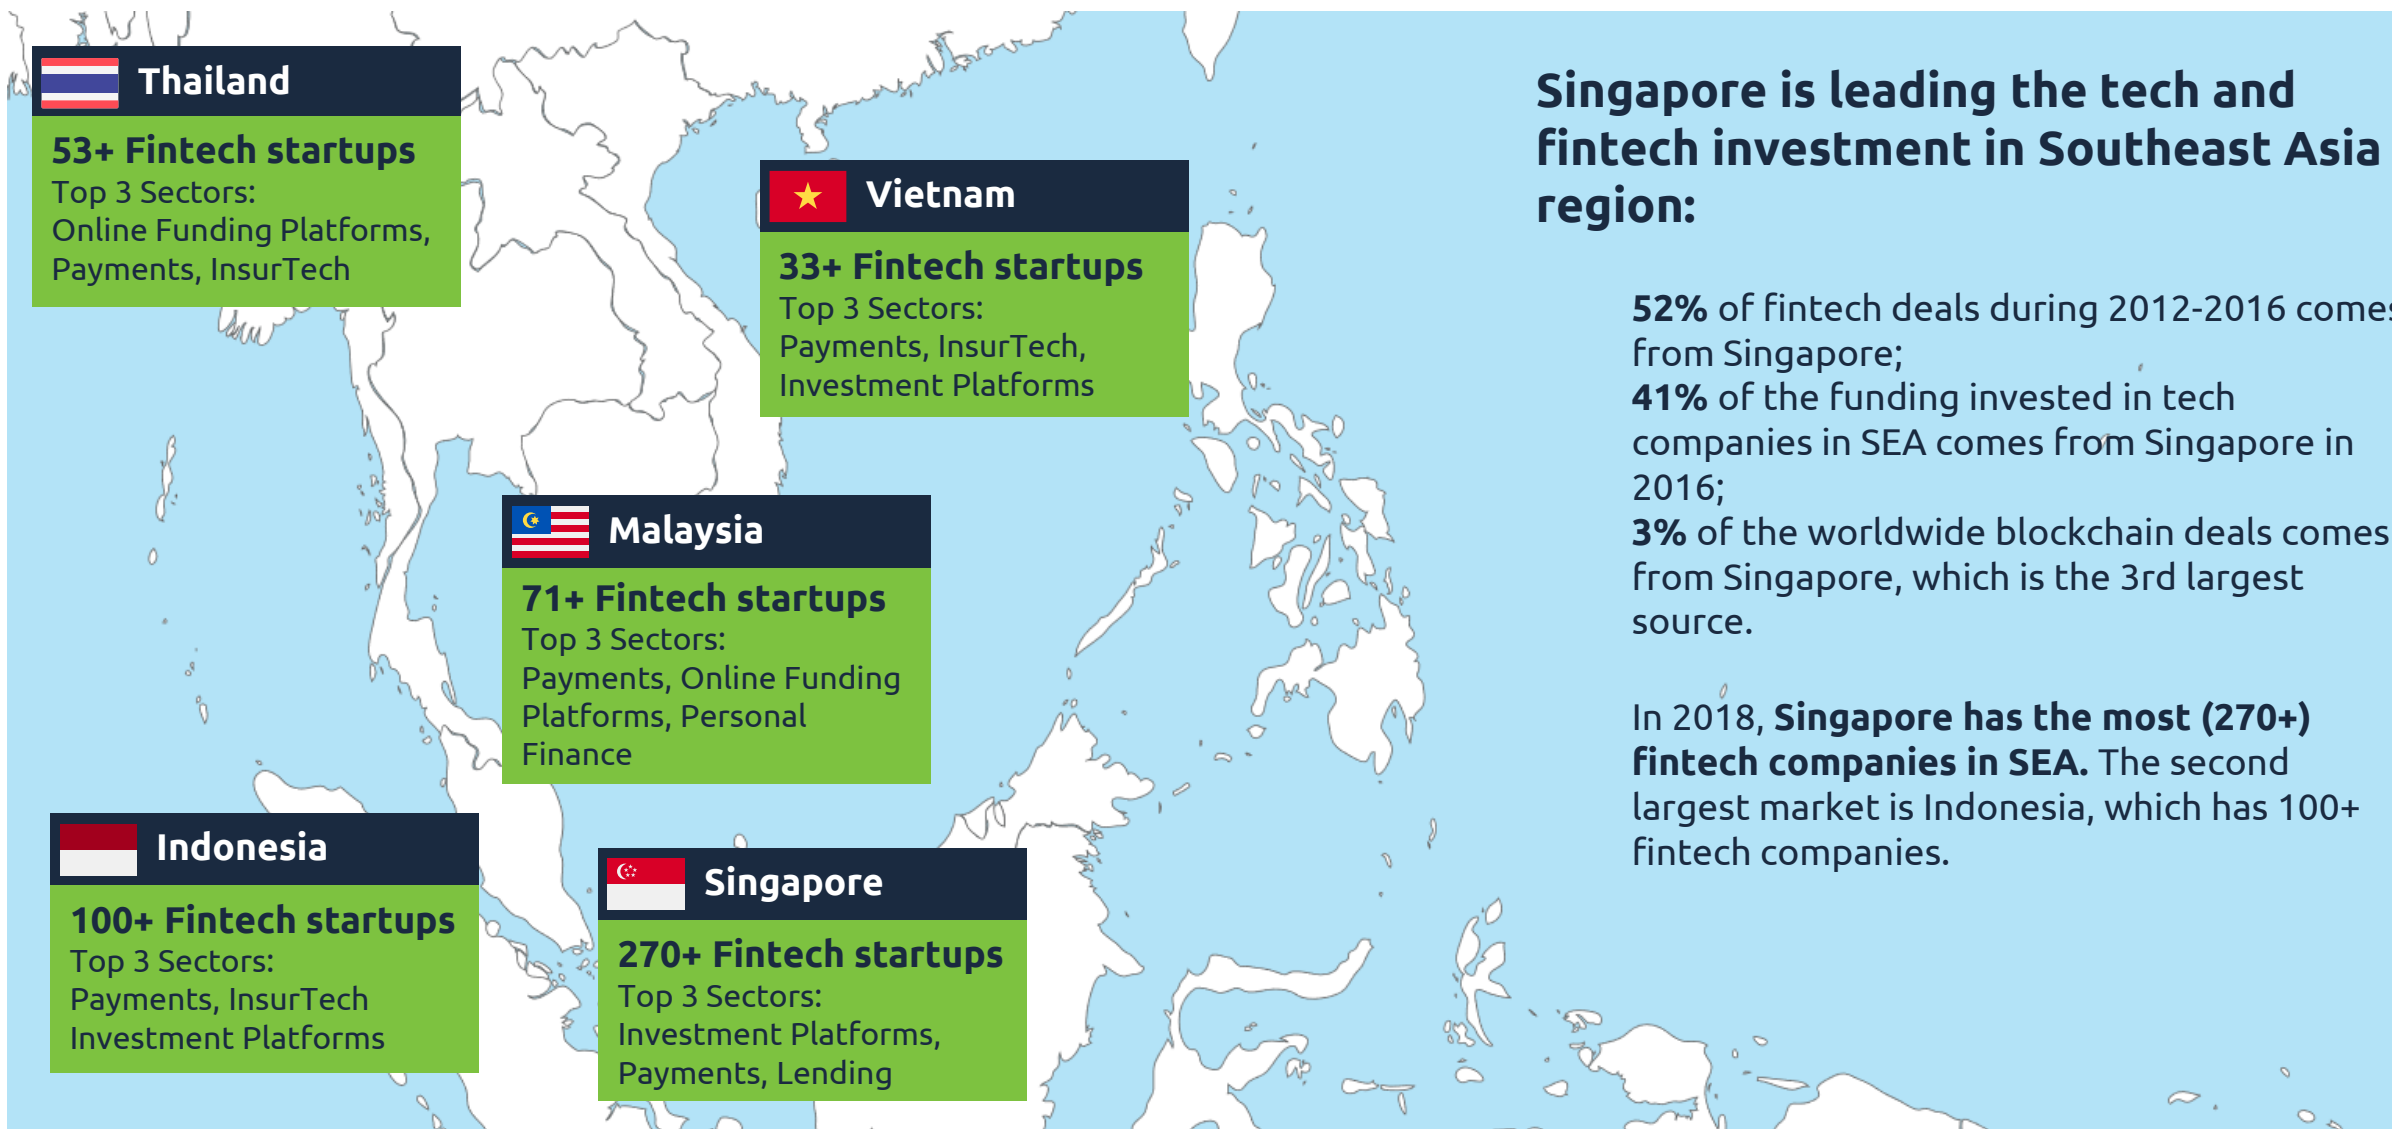 Thailand
53+ Fintech startups
Top 3 Sectors:
Online Funding Platforms,
Payments, InsurTech
Vietnam
33+ Fintech startups
Top 3 Sectors:
Payments, InsurTech,
Investment Platforms
Malaysia
71+ Fintech startups
Top 3 Sectors:
Payments, Online Funding
Platforms, Personal
Finance
Indonesia
100+ Fintech startups
Top 3 Sectors:
Payments, InsurTech
Investment Platforms
Singapore
270+ Fintech startups
Top 3 Sectors:
Investment Platforms,
Payments, Lending
Singapore is leading the tech and
fintech investment in Southeast Asia
region:
52% of fintech deals during 2012-2016 comes
from Singapore;
41% of the funding invested in tech
companies in SEA comes from Singapore in
2016;
3% of the worldwide blockchain deals comes
from Singapore, which is the 3rd largest
source.
In 2018, Singapore has the most (270+)
fintech companies in SEA. The second
largest market is Indonesia, which has 100+
fintech companies.